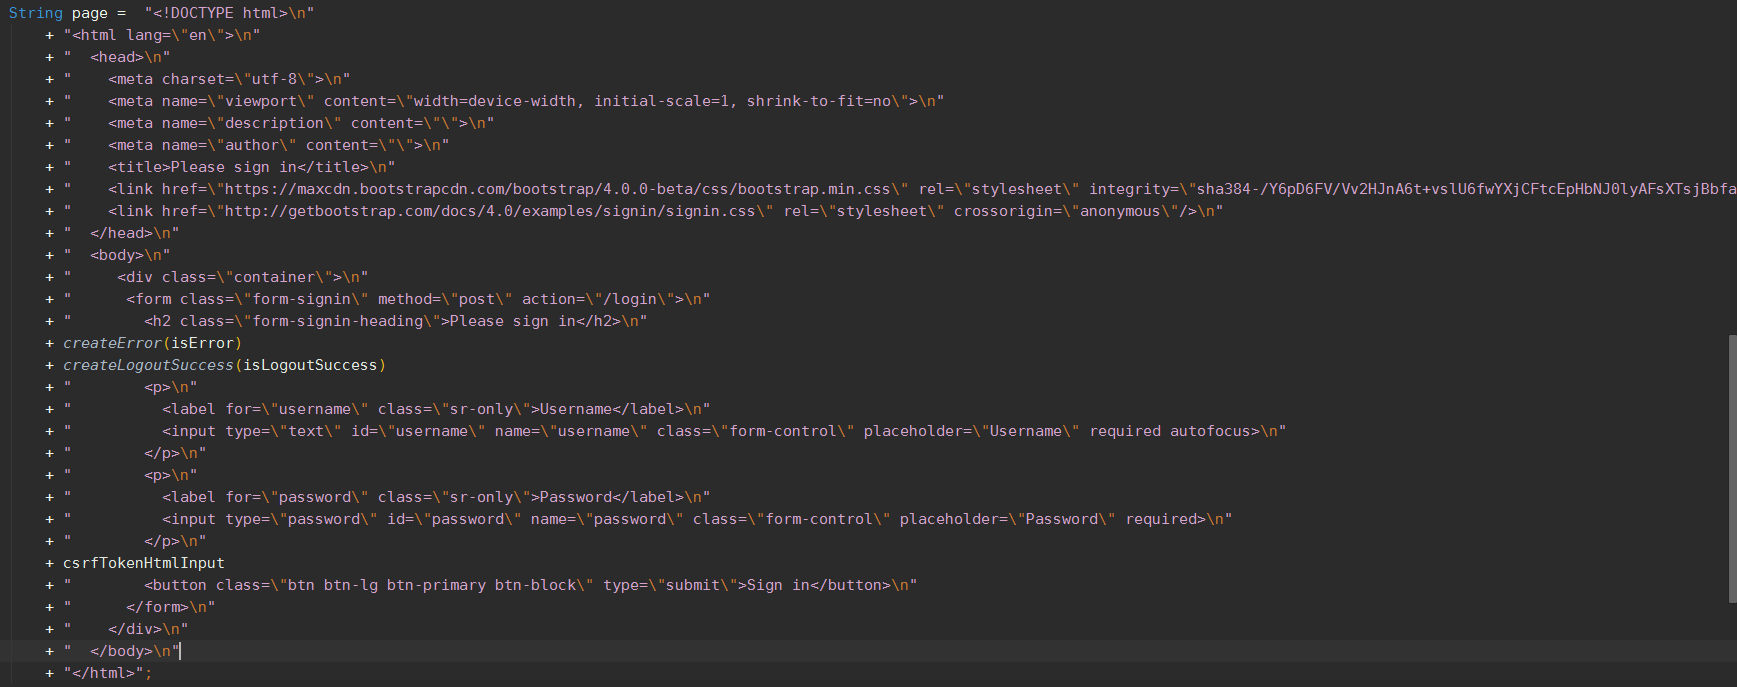 String page =  "<!DOCTYPE html>\n"
    + "<html lang=\"en\">\n"
    + "  <head>\n"
    + "    <meta charset=\"utf-8\">\n"
    + "    <meta name=\"viewport\" content=\"width=device-width, initial-scale=1, shrink-to-fit=no\">\n"
    + "    <meta name=\"description\" content=\"\">\n"
    + "    <meta name=\"author\" content=\"\">\n"
    + "    <title>Please sign in</title>\n"
    + "    <link href=\"https://maxcdn.bootstrapcdn.com/bootstrap/4.0.0-beta/css/bootstrap.min.css\" rel=\"stylesheet\" integrity=\"sha384-/Y6pD6FV/Vv2HJnA6t+vslU6fwYXjCFtcEpHbNJ0lyAFsXTsjBbfa
    + "    <link href=\"http://getbootstrap.com/docs/4.0/examples/signin/signin.css\" rel=\"stylesheet\" crossorigin=\"anonymous\"/>\n"
    + "  </head>\n"
    + "  <body>\n"
    + "     <div class=\"container\">\n"
    + "      <form class=\"form-signin\" method=\"post\" action=\"/login\">\n"
    + "        <h2 class=\"form-signin-heading\">Please sign in</h2>\n"
    + createError(isError)
    + createLogoutSuccess(isLogoutSuccess)
    + "        <p>\n"
    + "          <label for=\"username\" class=\"sr-only\">Username</label>\n"
    + "          <input type=\"text\" id=\"username\" name=\"username\" class=\"form-control\" placeholder=\"Username\" required autofocus>\n"
    + "        </p>\n"
    + "        <p>\n"
    + "          <label for=\"password\" class=\"sr-only\">Password</label>\n"
    + "          <input type=\"password\" id=\"password\" name=\"password\" class=\"form-control\" placeholder=\"Password\" required>\n"
    + "        </p>\n"
    + csrfTokenHtmlInput
    + "        <button class=\"btn btn-lg btn-primary btn-block\" type=\"submit\">Sign in</button>\n"
    + "      </form>\n"
    + "    </div>\n"
    + "  </body>\n"
    + "</html>";